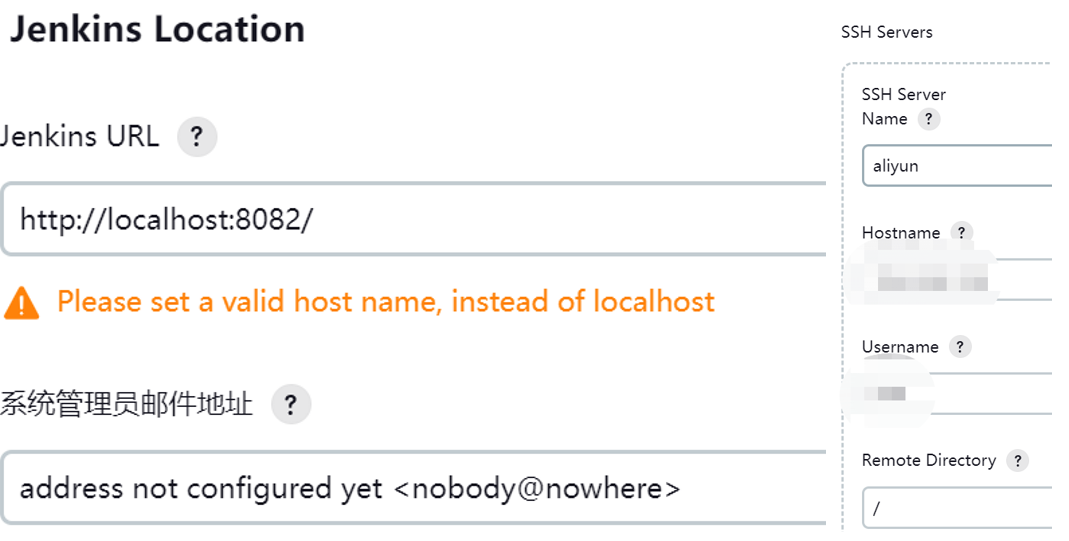 Jenkins Location
Jenkins URL ?
http://localhost:8082/
Please set a valid host name, instead of localhost
系统管理员邮件地址 ?
address not configured yet <nobody@nowhere>
SSH Servers
SSH Server
Name ?
aliyun
Hostname ?
Username ?
Remote Directory ?
/